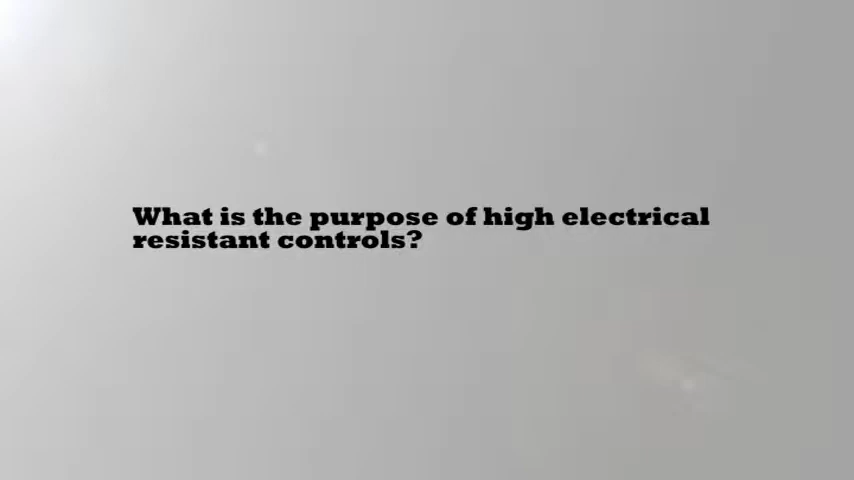 What is the purpose of high electrical
resistant controls?